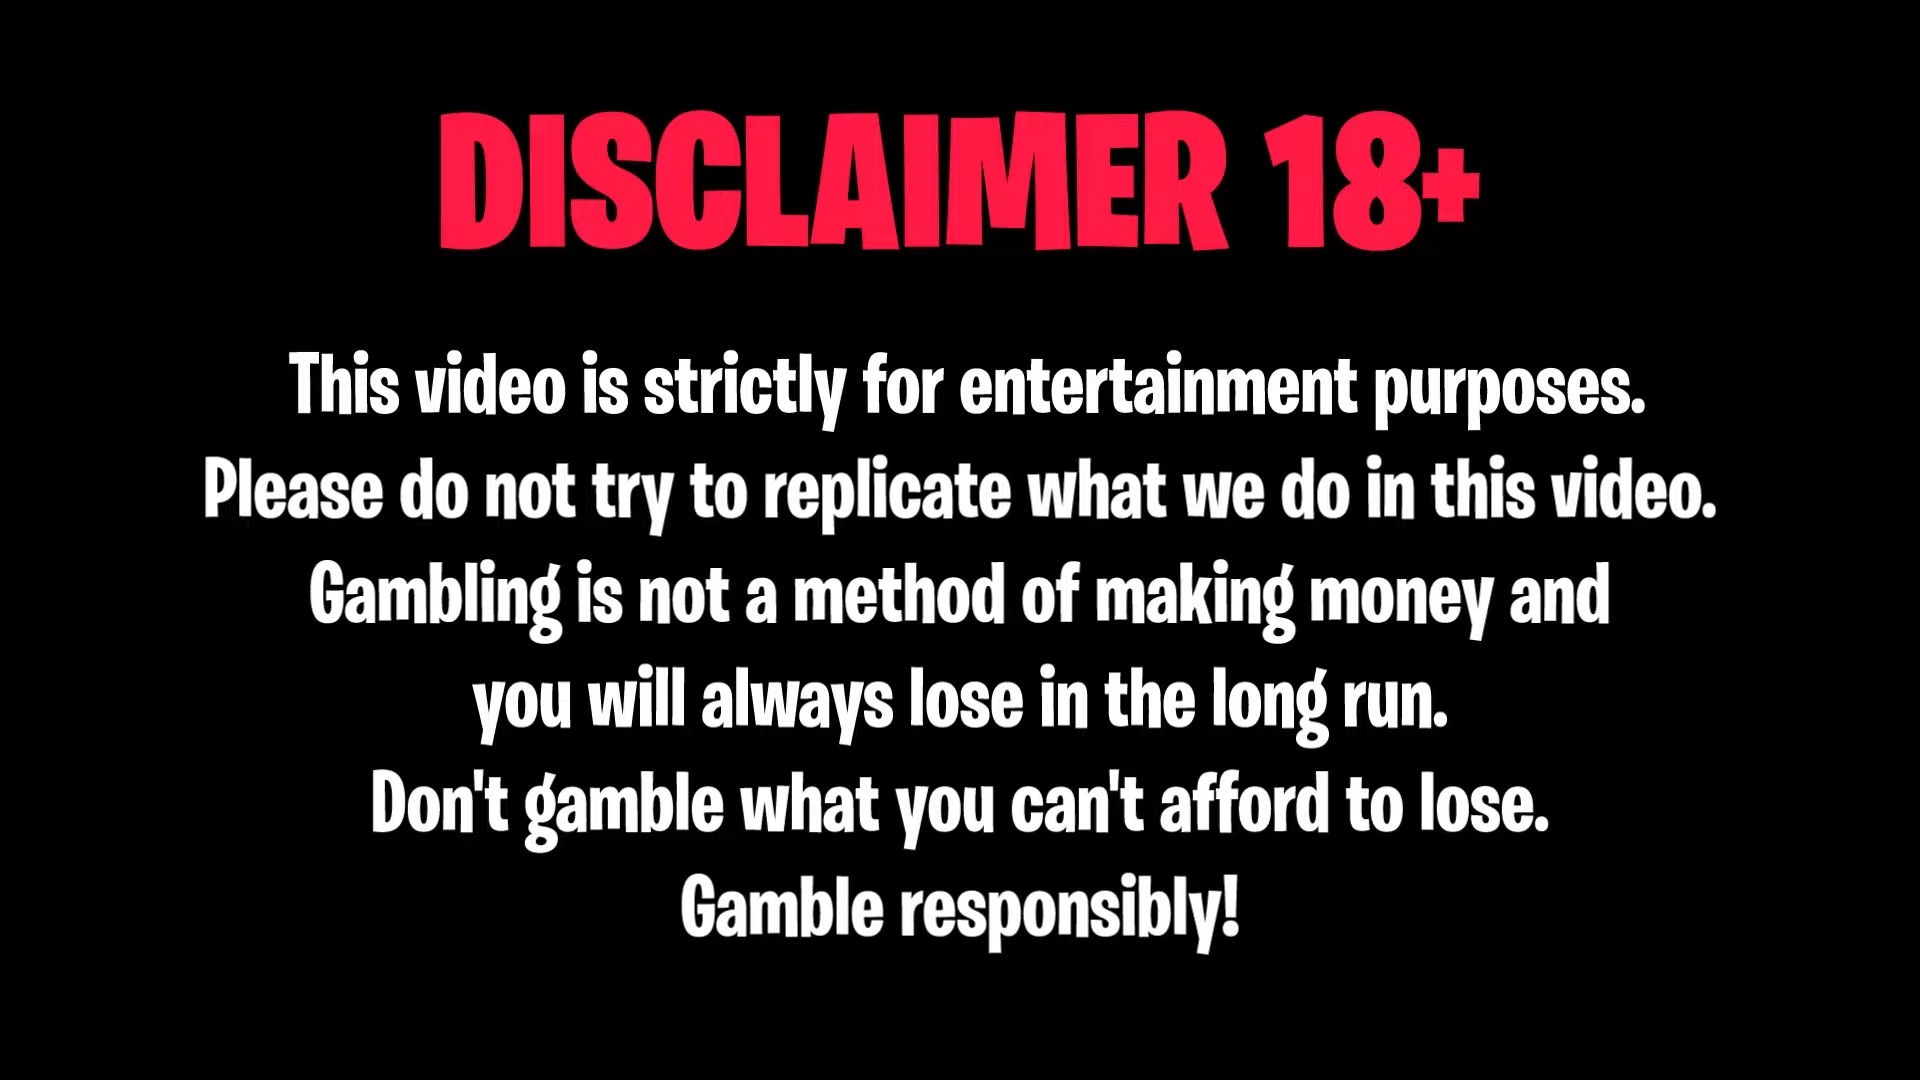 DISCLAIMER 18+
This video is strictly for entertainment purposes.
Please do not try to replicate what we do in this video.
Gambling is not a method of making money and
you will always lose in the long run.
Don't gamble what you can't afford to lose.
Gamble responsibly!